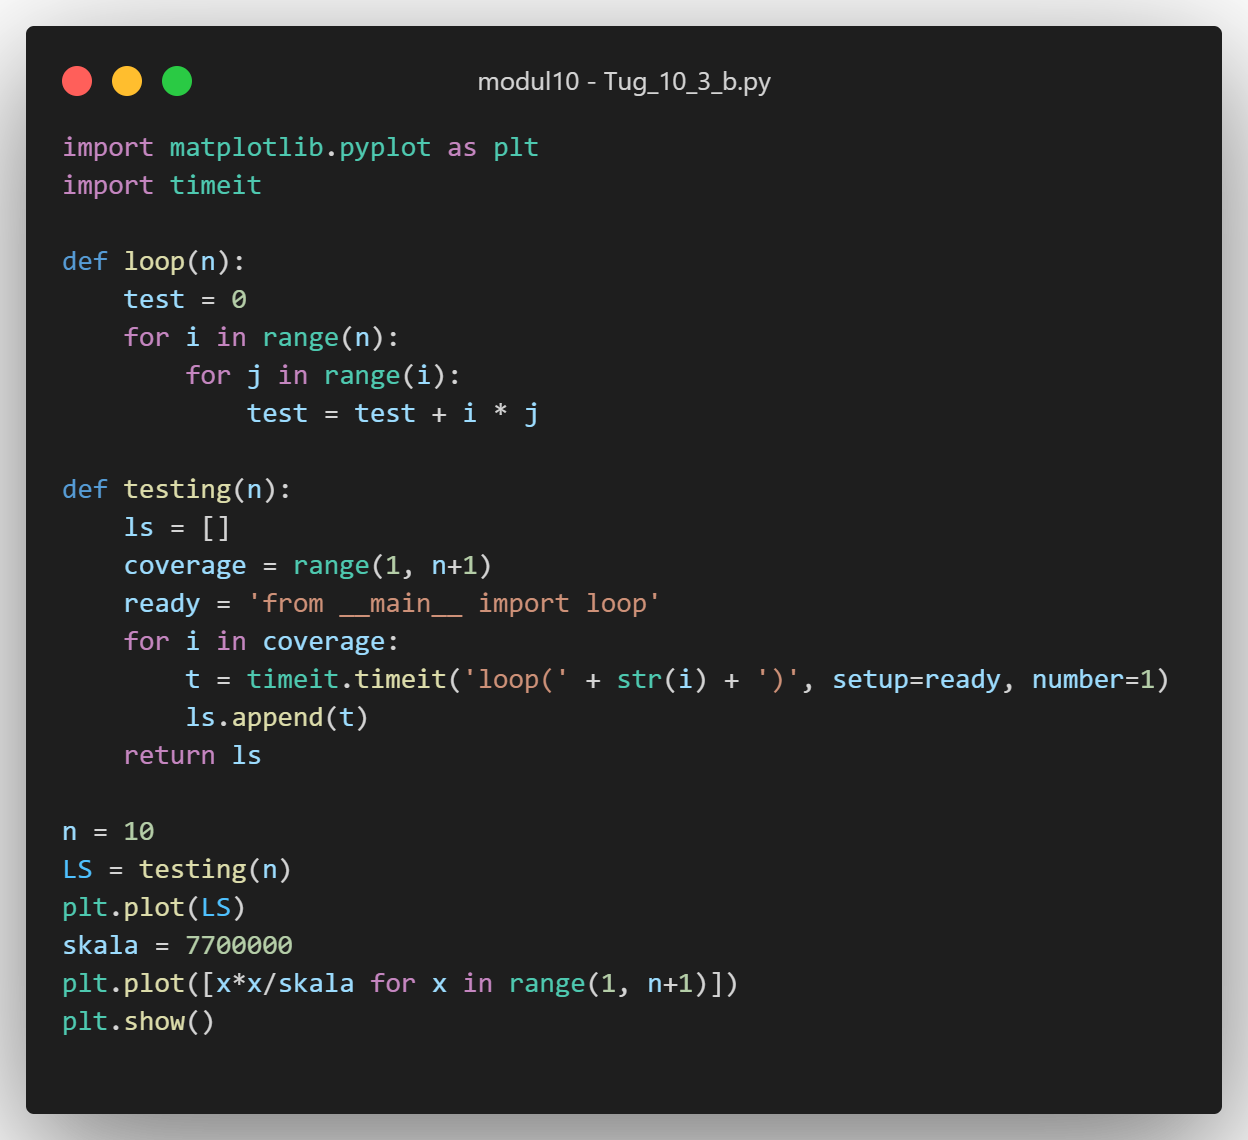 modul10 - Tug_10_3_b.py
import matplotlib.pyplot as plt
import timeit

def loop(n):
    test = 0
    for i in range(n):
        for j in range(i):
            test = test + i * j

def testing(n):
    ls = []
    coverage = range(1, n+1)
    ready = 'from __main__ import loop'
    for i in coverage:
        t = timeit.timeit('loop(' + str(i) + ')', setup=ready, number=1)
        ls.append(t)
    return ls

n = 10
LS = testing(n)
plt.plot(LS)
skala = 7700000
plt.plot([x*x/skala for x in range(1, n+1)])
plt.show()